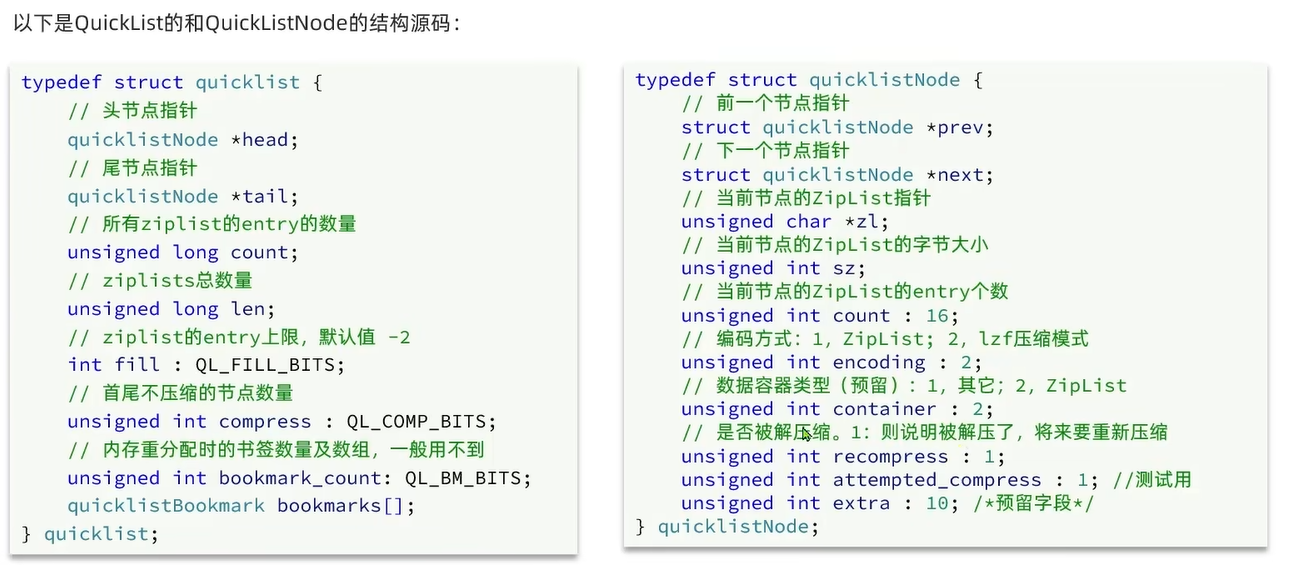 以下是QuickList的和QuickListNode的结构源码：
typedef struct quicklist {
// 头节点指针
quicklistNode *head;
// 尾节点指针
quicklistNode *tail;
// 所有ziplist的entry的数量
unsigned long count;
// ziplists总数量
unsigned long len;
// ziplist的entry上限，默认值 -2
int fill : QL_FILL_BITS;
// 首尾不压缩的节点数量
unsigned int compress : QL_COMP_BITS;
// 内存重分配时的书签数量及数组，一般用不到
unsigned int bookmark_count: QL_BM_BITS;
quicklistBookmark bookmarks[];
} quicklist;
typedef struct quicklistNode {
// 前一个节点指针
struct quicklistNode *prev;
// 下一个节点指针
struct quicklistNode *next;
// 当前节点的ZipList指针
unsigned char *zl;
// 当前节点的ZipList的字节大小
unsigned int sz;
// 当前节点的ZipList的entry个数
unsigned int count : 16;
// 编码方式：1，ZipList; 2，lzf压缩模式
unsigned int encoding : 2;
// 数据容器类型（预留）：1，其它；2，ZipList
unsigned int container : 2;
// 是否被解压缩。1：则说明被解压了，将来要重新压缩
unsigned int recompress : 1;
unsigned int attempted_compress : 1; //测试用
unsigned int extra : 10; /*预留字段*/
} quicklistNode;